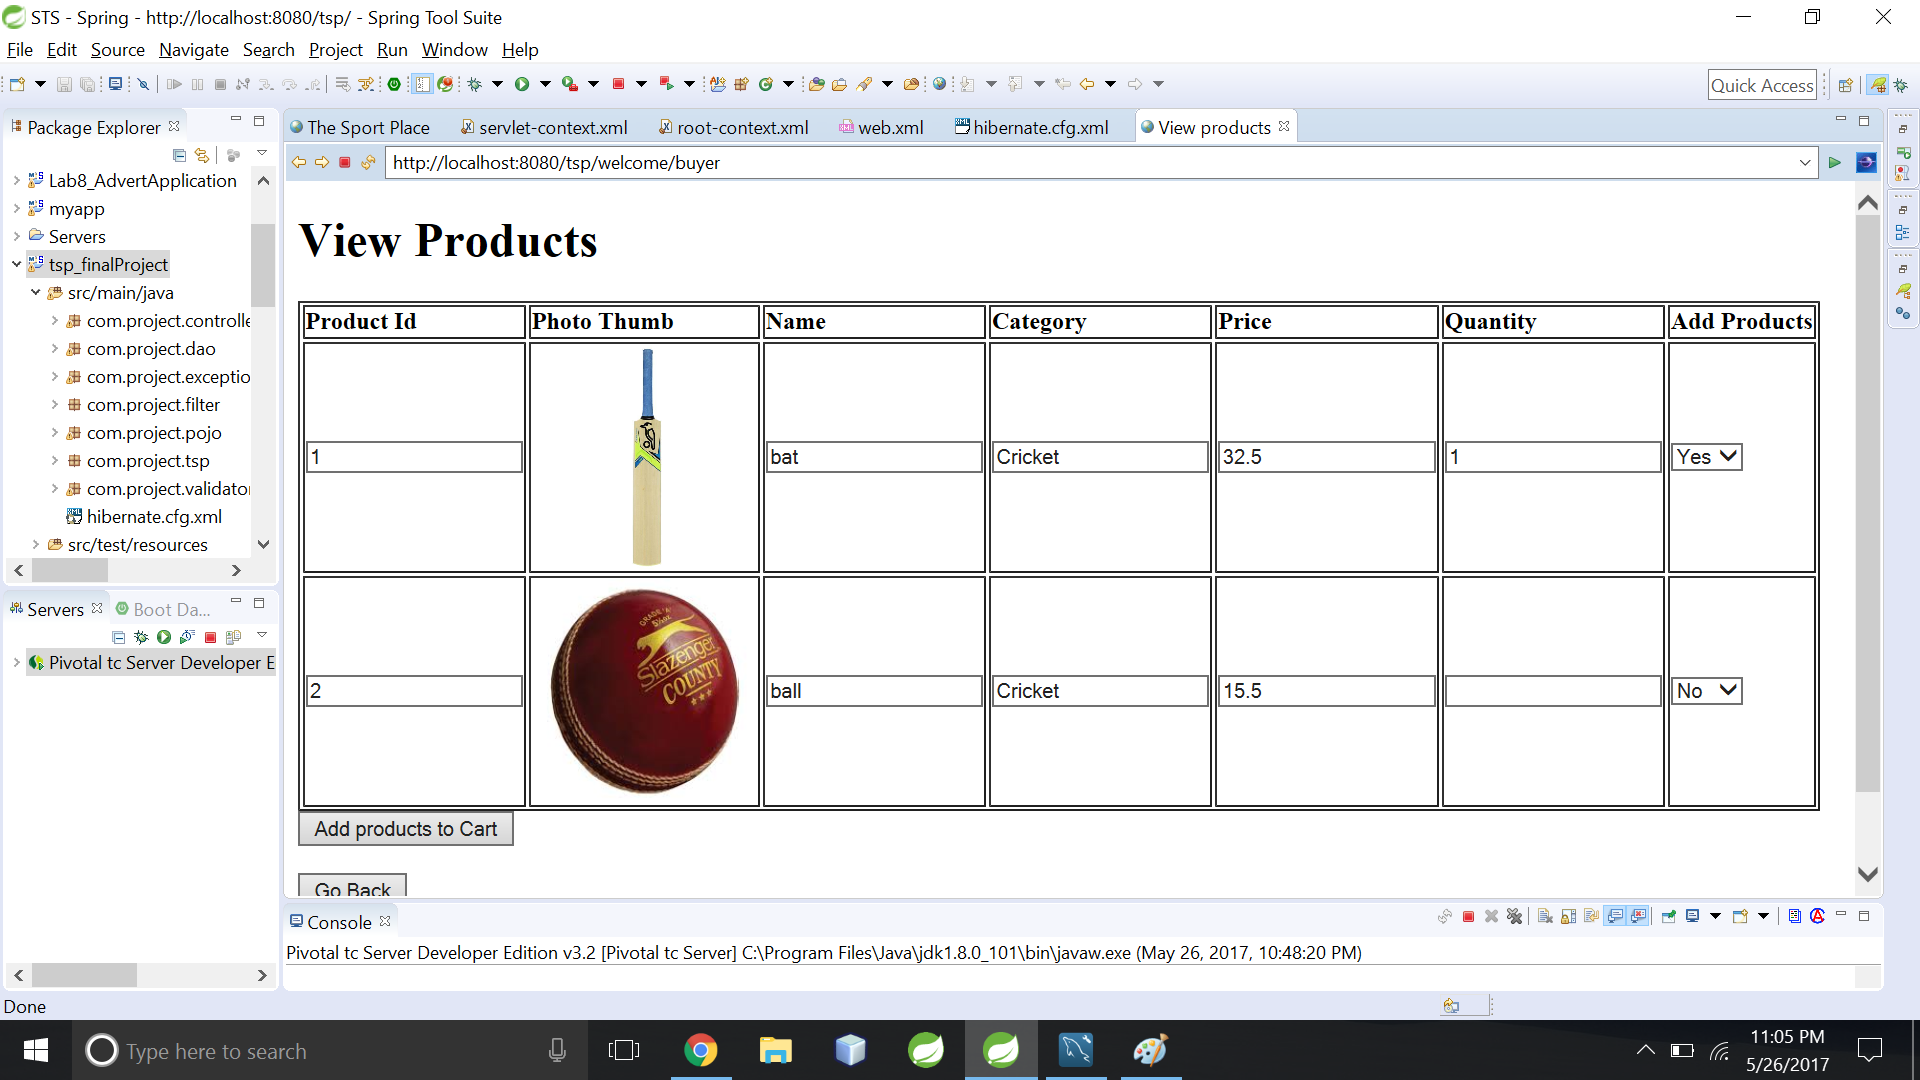 STS - Spring - http://localhost:8080/tsp/ - Spring Tool Suite
File Edit Source Navigate Search Project Run Window Help
Quick Access
Package Explorer
The Sport Place servlet-context.xml root-context.xml web.xml hibernate.cfg.xml View products
http://localhost:8080/tsp/welcome/buyer
Lab8_AdvertApplication
myapp
Servers
tsp_finalProject
src/main/java
com.project.controlle
com.project.dao
com.project.exceptio
com.project.filter
com.project.pojo
com.project.tsp
com.project.validator
hibernate.cfg.xml
src/test/resources
Servers Boot Da...
Pivotal tc Server Developer E
View Products
Product Id Photo Thumb Name Category Price Quantity Add Products
1 bat Cricket 32.5 1 Yes
GRADE 'A'
Slazenger
COUNTY
2 ball Cricket 15.5 No
Add products to Cart
Go Back
Console
Pivotal tc Server Developer Edition v3.2 [Pivotal tc Server] C:\Program Files\Java\jdk1.8.0_101\bin\javaw.exe (May 26, 2017, 10:48:20 PM)
Done
Type here to search
11:05 PM
5/26/2017